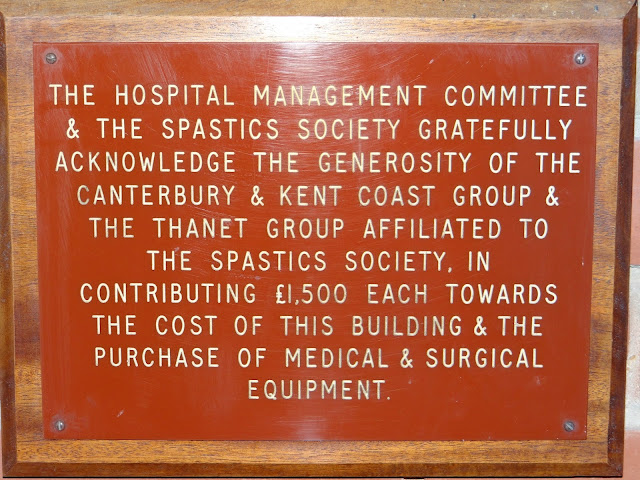 THE HOSPITAL MANAGEMENT COMMITTEE
& THE SPASTICS SOCIETY GRATEFULLY
ACKNOWLEDGE THE GENEROSITY OF THE
CANTERBURY & KENT COAST GROUP &
THE THANET GROUP AFFILIATED TO
THE SPASTICS SOCIETY, IN
CONTRIBUTING £1,500 EACH TOWARDS
THE COST OF THIS BUILDING & THE
PURCHASE OF MEDICAL & SURGICAL
EQUIPMENT.